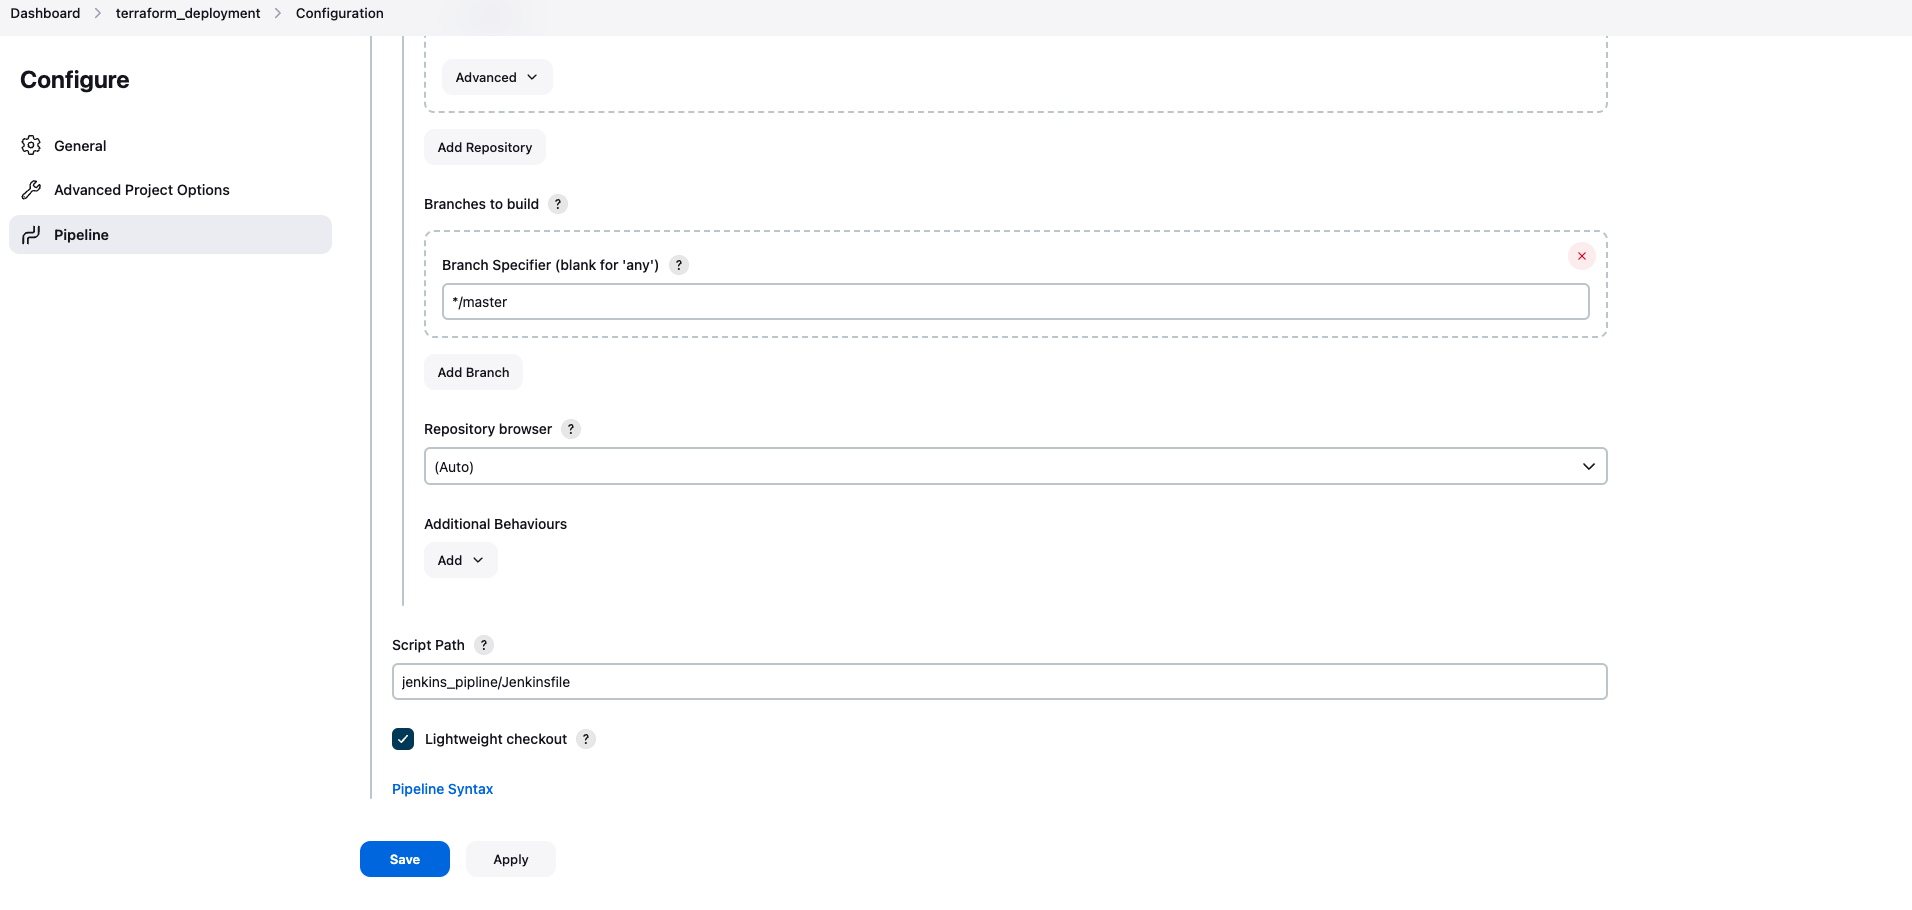 Dashboard > terraform_deployment > Configuration
Configure
General
Advanced Project Options
Pipeline
Advanced
Add Repository
Branches to build ?
Branch Specifier (blank for 'any') ?
*/master
Add Branch
Repository browser ?
(Auto)
Additional Behaviours
Add
Script Path ?
jenkins_pipline/Jenkinsfile
Lightweight checkout ?
Pipeline Syntax
Save Apply